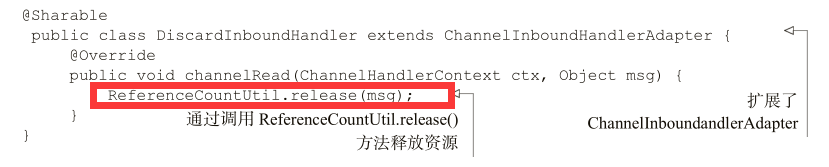 @Sharable
public class DiscardInboundHandler extends ChannelInboundHandlerAdapter {
@Override
public void channelRead(ChannelHandlerContext ctx, Object msg) {
ReferenceCountUtil.release(msg);
}
通过调用 ReferenceCountUtil.release()
方法释放资源
扩展了
ChannelInboundandlerAdapter
}